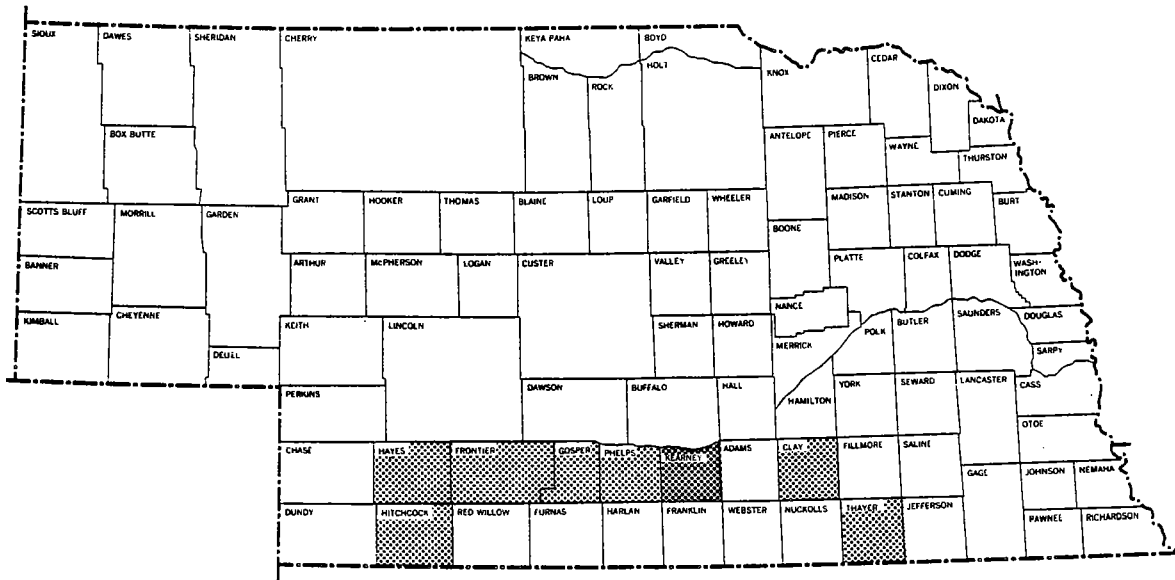 SIOUX
DAWES
SHERIDAN
CHERRY
KEYA PAHA
BOYD
HOLT
BROWN
ROCK
KNOX
CEDAR
DIXON
DAKOTA
BOX BUTTE
ANTELOPE
PIERCE
WAYNE
THURSTON
SCOTTS BLUFF
MORRILL
GARDEN
GRANT
HOOKER
THOMAS
BLAINE
LOUP
GARFIELD
WHEELER
MADISON
STANTON
CUMING
BURT
BOONE
BANNER
ARTHUR
McPHERSON
LOGAN
CUSTER
VALLEY
GREELEY
PLATTE
COLFAX
DODGE
WASH-
INGTON
NANCE
KIMBALL
CHEYENNE
KEITH
LINCOLN
SHERMAN
HOWARD
MERRICK
POLK
BUTLER
SAUNDERS
DOUGLAS
SARPY
DEUEL
PERKINS
DAWSON
BUFFALO
HALL
HAMILTON
YORK
SEWARD
LANCASTER
CASS
OTOE
CHASE
HAYES
FRONTIER
GOSPER
PHELPS
KEARNEY
ADAMS
CLAY
FILLMORE
SALINE
GAGE
JOHNSON
NEMAHA
DUNDY
HITCHCOCK
RED WILLOW
FURNAS
HARLAN
FRANKLIN
WEBSTER
NUCKOLLS
THAYER
JEFFERSON
PAWNEE
RICHARDSON